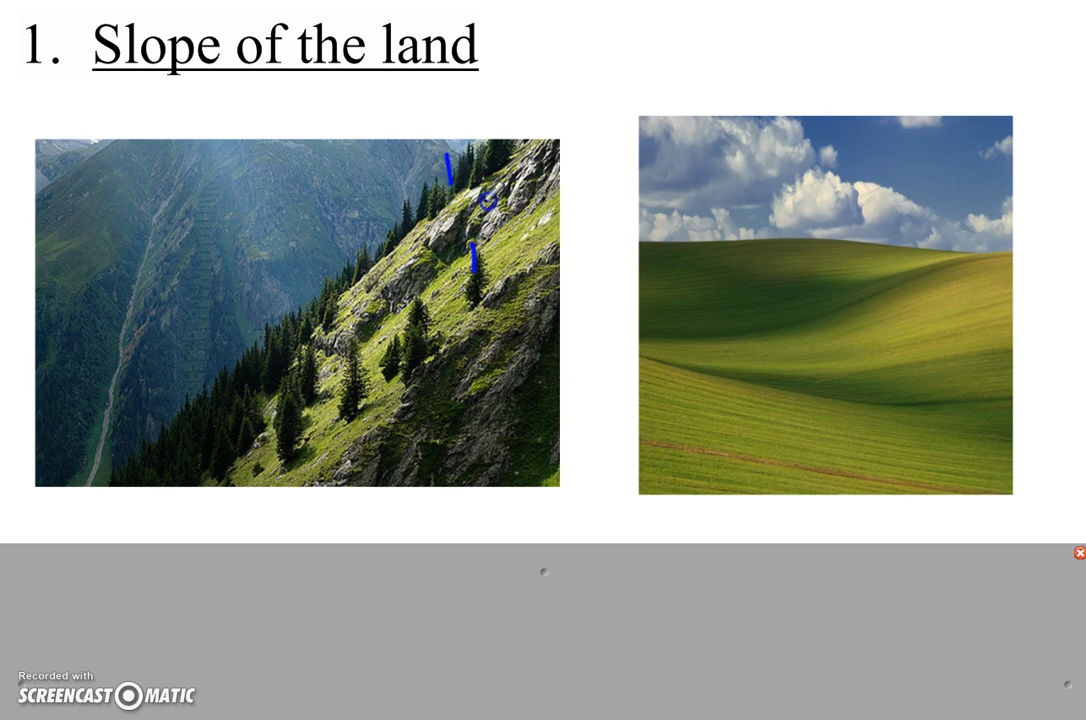 1. Slope of the land
Recorded with
SCREENCAST MATIC